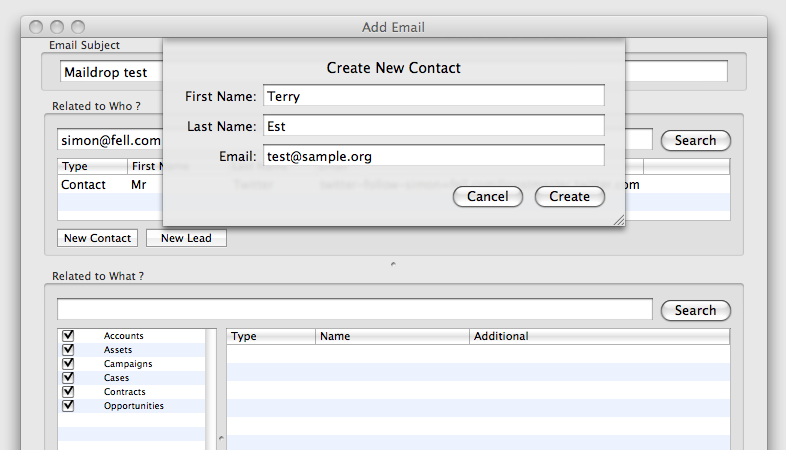 Add Email
Email Subject
Maildrop test
Create New Contact
First Name: Terry
Last Name: Est
Email: test@sample.org
Cancel Create
Related to Who ?
simon@fell.com Search
Type First
Contact Mr
New Contact New Lead
Related to What ?
Search
Type Name Additional
Accounts
Assets
Campaigns
Cases
Contracts
Opportunities